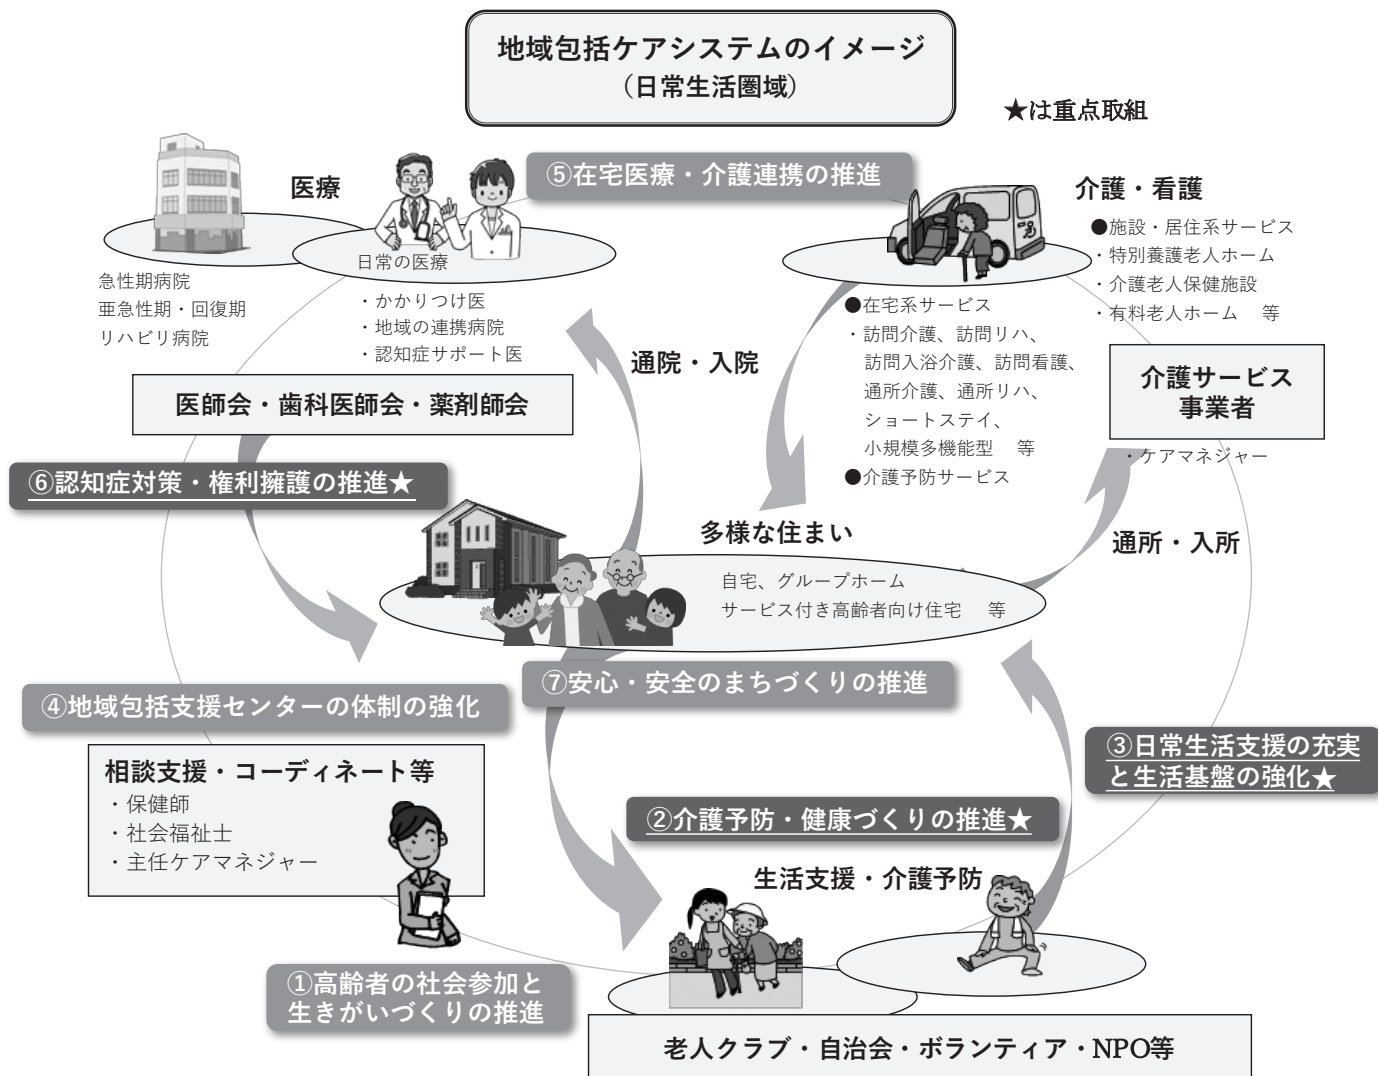 地域包括ケアシステムのイメージ
（日常生活圏域）
★は重点取組
⑤在宅医療・介護連携の推進
医療
日常の医療
急性期病院
亜急性期・回復期
リハビリ病院
・かかりつけ医
・地域の連携病院
・認知症サポート医
医師会・歯科医師会・薬剤師会
通院・入院
介護・看護
●施設・居住系サービス
・特別養護老人ホーム
・介護老人保健施設
・有料老人ホーム　等
●在宅系サービス
・訪問介護、訪問リハ、
訪問入浴介護、訪問看護、
通所介護、通所リハ、
ショートステイ、
小規模多機能型　等
●介護予防サービス
介護サービス
事業者
・ケアマネジャー
⑥認知症対策・権利擁護の推進★
多様な住まい
自宅、グループホーム
サービス付き高齢者向け住宅　等
通所・入所
⑦安心・安全のまちづくりの推進
④地域包括支援センターの体制の強化
相談支援・コーディネート等
・保健師
・社会福祉士
・主任ケアマネジャー
③日常生活支援の充実
と生活基盤の強化★
②介護予防・健康づくりの推進★
生活支援・介護予防
①高齢者の社会参加と
生きがいづくりの推進
老人クラブ・自治会・ボランティア・NPO等